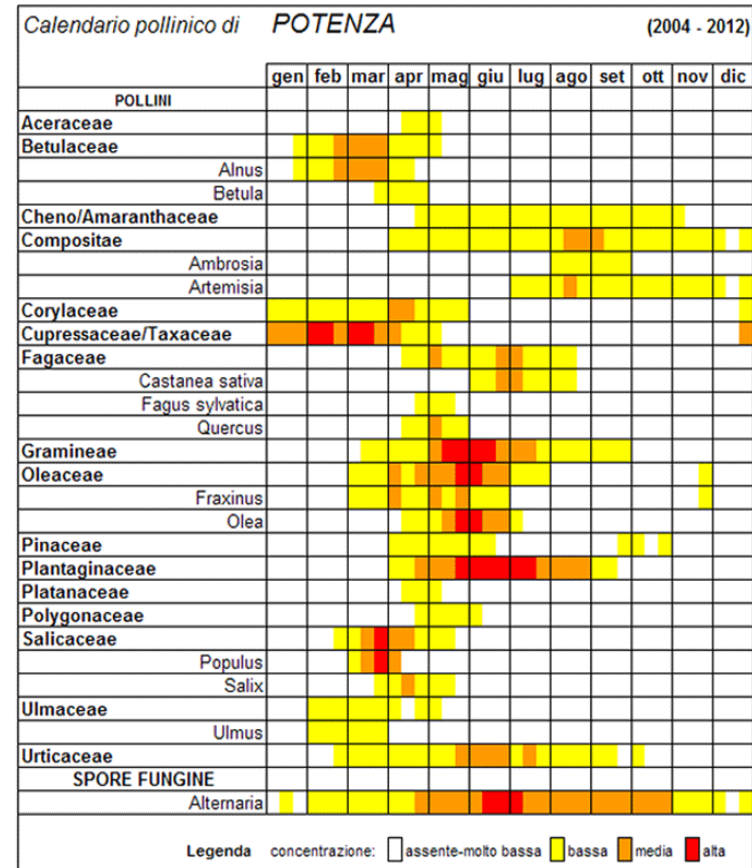 Calendario pollinico di POTENZA (2004 - 2012)
gen feb mar apr mag giu lug ago set ott nov dic
POLLINI
Aceraceae
Betulaceae
Alnus
Betula
Cheno/Amaranthaceae
Compositae
Ambrosia
Artemisia
Corylaceae
Cupressaceae/Taxaceae
Fagaceae
Castanea sativa
Fagus sylvatica
Quercus
Gramineae
Oleaceae
Fraxinus
Olea
Pinaceae
Plantaginaceae
Platanaceae
Polygonaceae
Salicaceae
Populus
Salix
Ulmaceae
Ulmus
Urticaceae
SPORE FUNGINE
Alternaria
Legenda concentrazione: assente-molto bassa bassa media alta